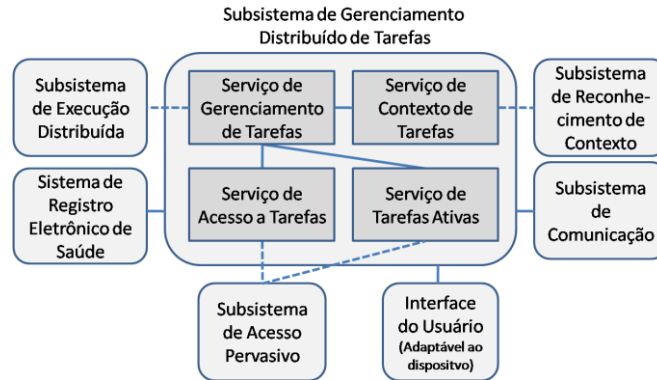 Subsistema de Gerenciamento
Distribuído de Tarefas
Subsistema
de Execução
Distribuída
Serviço de
Gerenciamento
de Tarefas
Serviço de
Contexto de
Tarefas
Subsistema
de Reconhe-
cimento de
Contexto
Sistema de
Registro
Eletrônico de
Saúde
Serviço de
Acesso a Tarefas
Serviço de
Tarefas Ativas
Subsistema
de
Comunicação
Subsistema
de Acesso
Pervasivo
Interface
do Usuário
(Adaptável ao
dispositvo)